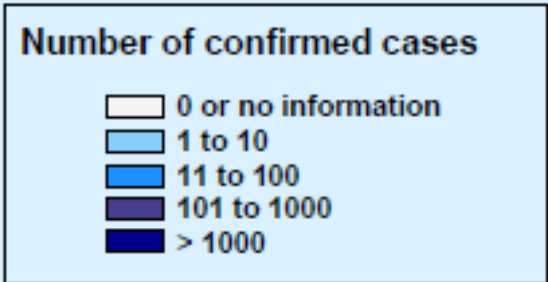 Number of confirmed cases
0 or no information
1 to 10
11 to 100
101 to 1000
> 1000